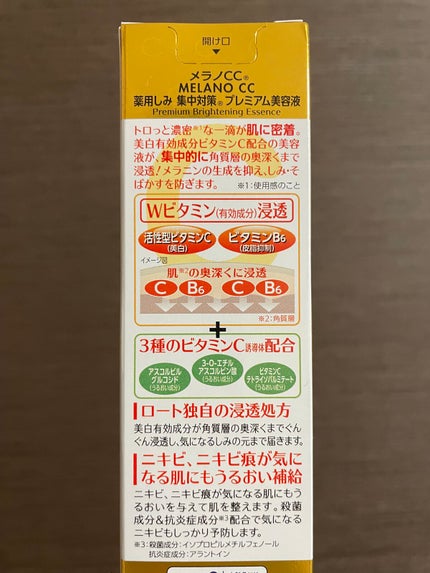 開け口
メラノCC®
MELANO CC
薬用しみ 集中対策® プレミアム美容液
Premium Brightening Essence
トロっと濃密※1な一滴が肌に密着。
美白有効成分ビタミンC配合の美容
液が、集中的に角質層の奥深くまで
浸透!メラニンの生成を抑え、しみ・そ
ばかすを防ぎます。 ※1:使用感のこと
Wビタミン(有効成分)浸透
活性型ビタミンC ビタミンB6
(美白) (皮脂抑制)
イメージ図
肌※2の奥深くに浸透
C B6 C B6
※2:角質層
+
3種のビタミンC誘導体配合
アスコルビル
グルコシド
(うるおい成分)
3-O-エチル
アスコルビン酸
(うるおい成分)
ビタミンC
テトライソパルミテート
(うるおい成分)
ロート独自の浸透処方
美白有効成分が角質層の奥深くまでぐん
ぐん浸透し、気になるしみの元まで届きます。
ニキビ、ニキビ痕が気に
なる肌にもうるおい補給
ニキビ、ニキビ痕が気になる肌にもう
るおいを与えて肌を整えます。殺菌
成分&抗炎症成分※3配合で気になる
ニキビもしっかり予防します。
※3:殺菌成分:イソプロピルメチルフェノール
抗炎症成分:アラントイン